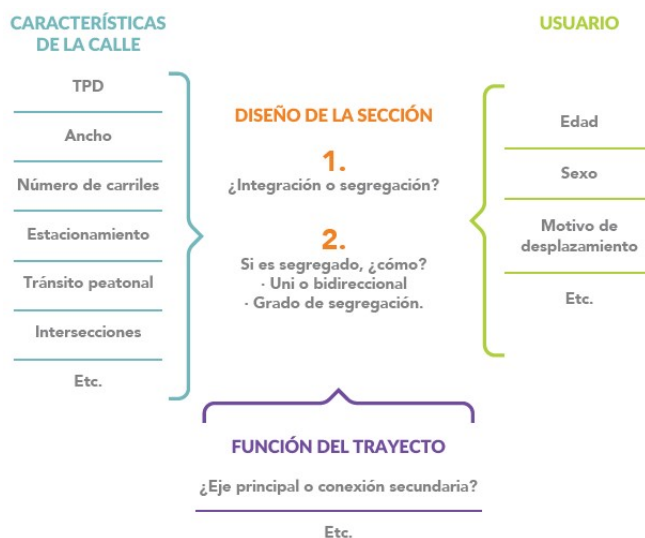 CARACTERÍSTICAS
DE LA CALLE
TPD
Ancho
Número de carriles
Estacionamiento
Tránsito peatonal
Intersecciones
Etc.
DISEÑO DE LA SECCIÓN
1.
¿Integración o segregación?
2.
Si es segregado, ¿cómo?
· Uni o bidireccional
· Grado de segregación.
USUARIO
Edad
Sexo
Motivo de
desplazamiento
Etc.
FUNCIÓN DEL TRAYECTO
¿Eje principal o conexión secundaria?
Etc.